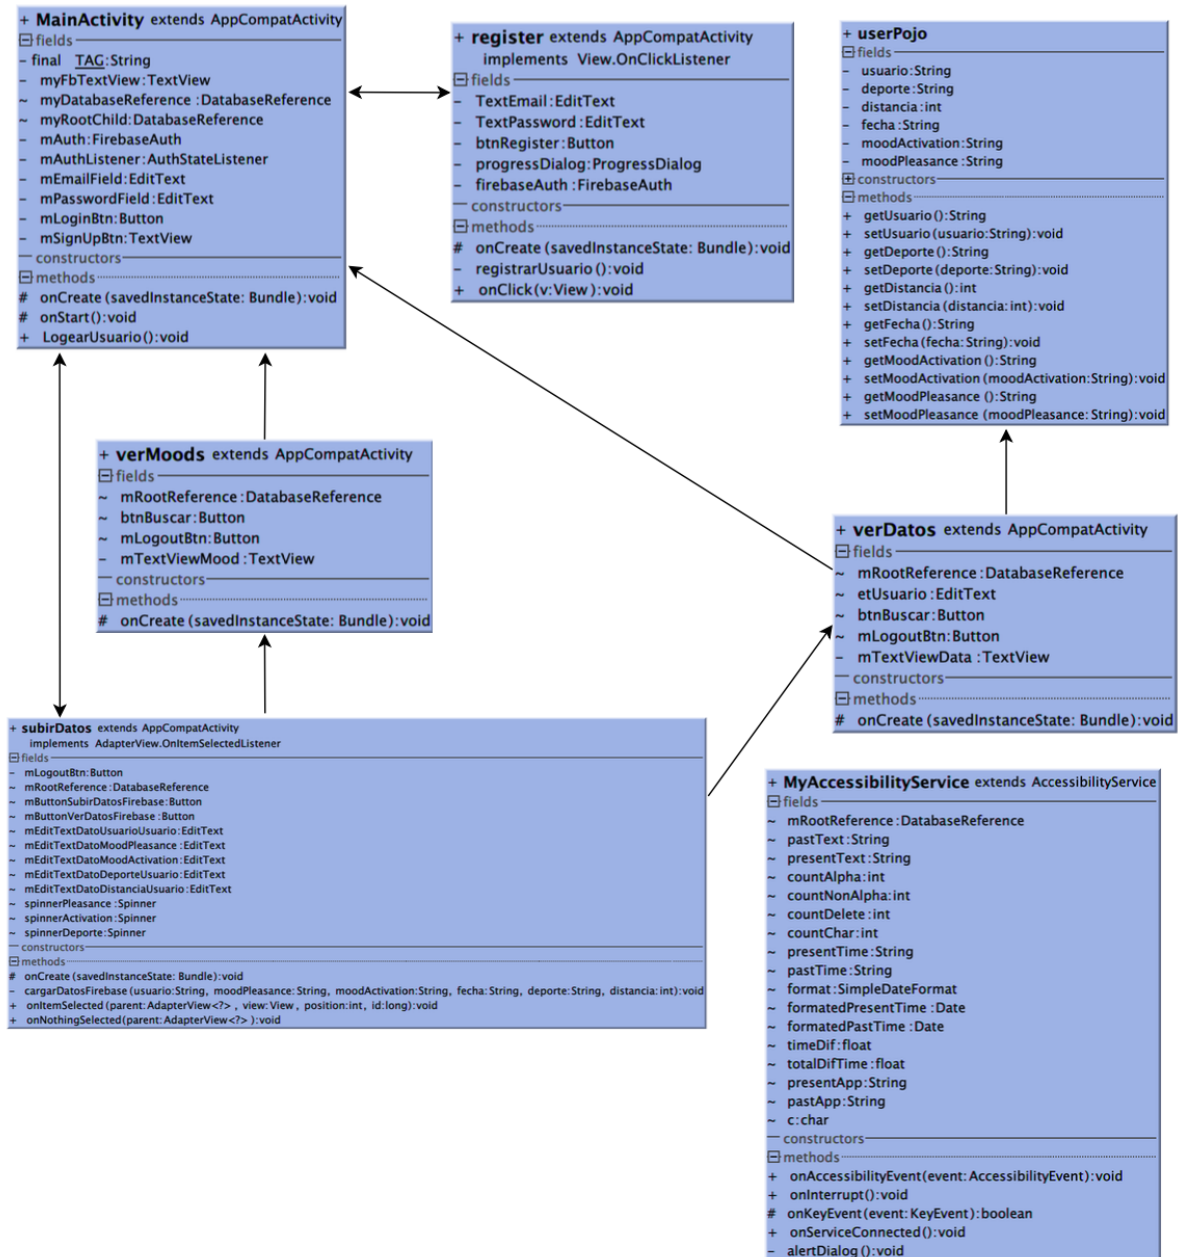 + MainActivity extends AppCompatActivity
fields
- final TAG:String
- myFbTextView:TextView
~ myDatabaseReference :DatabaseReference
~ myRootChild:DatabaseReference
- mAuth:FirebaseAuth
- mAuthListener:AuthStateListener
- mEmailField:EditText
- mPasswordField:EditText
- mLoginBtn:Button
- mSignUpBtn:TextView
constructors
methods
# onCreate (savedInstanceState: Bundle):void
# onStart():void
+ LogearUsuario():void
+ register extends AppCompatActivity
implements View.OnClickListener
fields
- TextEmail:EditText
- TextPassword:EditText
- btnRegister:Button
- progressDialog:ProgressDialog
- firebaseAuth :FirebaseAuth
constructors
methods
# onCreate (savedInstanceState: Bundle):void
- registrarUsuario ():void
+ onClick(v:View):void
+ userPojo
fields
- usuario:String
- deporte:String
- distancia:int
- fecha:String
- moodActivation:String
- moodPleasance :String
constructors
methods
+ getUsuario():String
+ setUsuario(usuario:String):void
+ getDeporte():String
+ setDeporte(deporte:String):void
+ getDistancia():int
+ setDistancia (distancia:int):void
+ getFecha():String
+ setFecha (fecha:String):void
+ getMoodActivation():String
+ setMoodActivation (moodActivation:String):void
+ getMoodPleasance ():String
+ setMoodPleasance (moodPleasance: String):void
+ verMoods extends AppCompatActivity
fields
~ mRootReference:DatabaseReference
~ btnBuscar:Button
~ mLogoutBtn:Button
- mTextViewMood :TextView
constructors
methods
# onCreate (savedInstanceState: Bundle):void
+ verDatos extends AppCompatActivity
fields
~ mRootReference:DatabaseReference
~ etUsuario :EditText
~ btnBuscar:Button
~ mLogoutBtn:Button
- mTextViewData :TextView
constructors
methods
# onCreate (savedInstanceState: Bundle):void
+ subirDatos extends AppCompatActivity
implements AdapterView.OnItemSelectedListener
fields
- mLogoutBtn:Button
~ mRootReference:DatabaseReference
~ mButtonSubirDatosFirebase:Button
~ mButtonVerDatosFirebase :Button
~ mEditTextDatoUsuarioUsuario:EditText
~ mEditTextDatoMoodPleasance :EditText
~ mEditTextDatoMoodActivation :EditText
~ mEditTextDatoDeporteUsuario:EditText
~ mEditTextDatoDistanciaUsuario :EditText
~ spinnerPleasance :Spinner
~ spinnerActivation:Spinner
~ spinnerDeporte:Spinner
constructors
methods
# onCreate (savedInstanceState: Bundle):void
- cargarDatosFirebase (usuario:String, moodPleasance: String, moodActivation:String, fecha:String, deporte:String, distancia:int):void
+ onItemSelected (parent:AdapterView<?> , view:View , position:int, id:long):void
+ onNothingSelected(parent:AdapterView<?> ):void
+ MyAccessibilityService extends AccessibilityService
fields
~ mRootReference:DatabaseReference
~ pastText:String
~ presentText:String
~ countAlpha:int
~ countNonAlpha:int
~ countDelete:int
~ countChar:int
~ presentTime:String
~ pastTime:String
~ format:SimpleDateFormat
~ formatedPresentTime :Date
~ formatedPastTime :Date
~ timeDif:float
~ totalDifTime:float
~ presentApp:String
~ pastApp:String
~ c:char
constructors
methods
+ onAccessibilityEvent(event:AccessibilityEvent):void
+ onInterrupt():void
# onKeyEvent(event:KeyEvent):boolean
+ onServiceConnected():void
- alertDialog():void